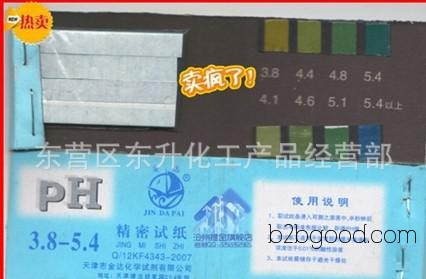 NEW
热卖
卖疯了!
3.8 4.4 4.8 5.4
4.1 4.6 5.1 5.4以上
东营区东升化工产品经营部
pH
3.8-5.4
JIN DA PAI
精密试纸
JING MI SHI ZHI
Q/12KF4343-2007
天津市金达化学试剂有限公司
使用说明
b2bgood.com